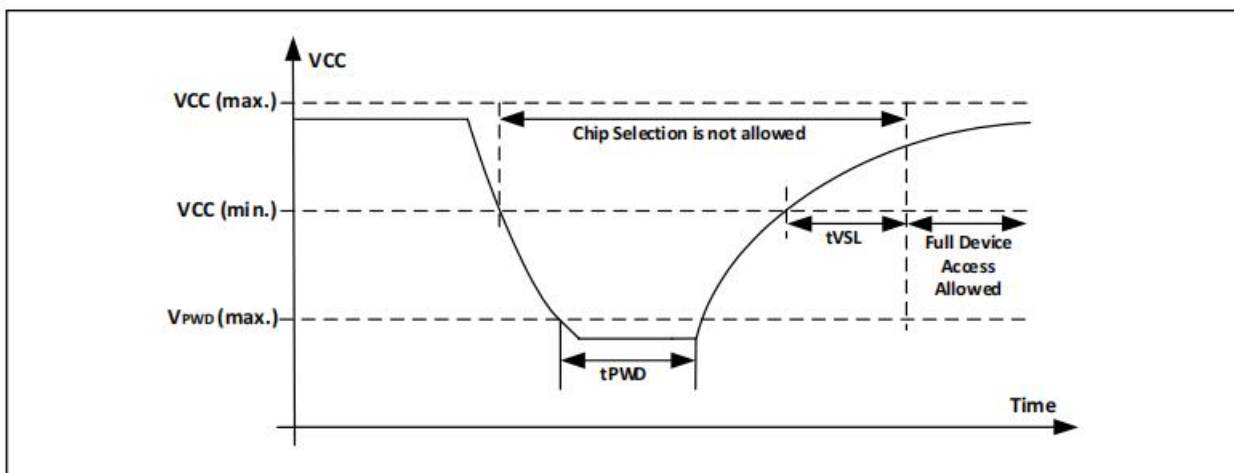 VCC
VCC (max.)
Chip Selection is not allowed
VCC (min.)
tVSL
Full Device
Access
Allowed
VPWD (max.)
tPWD
Time